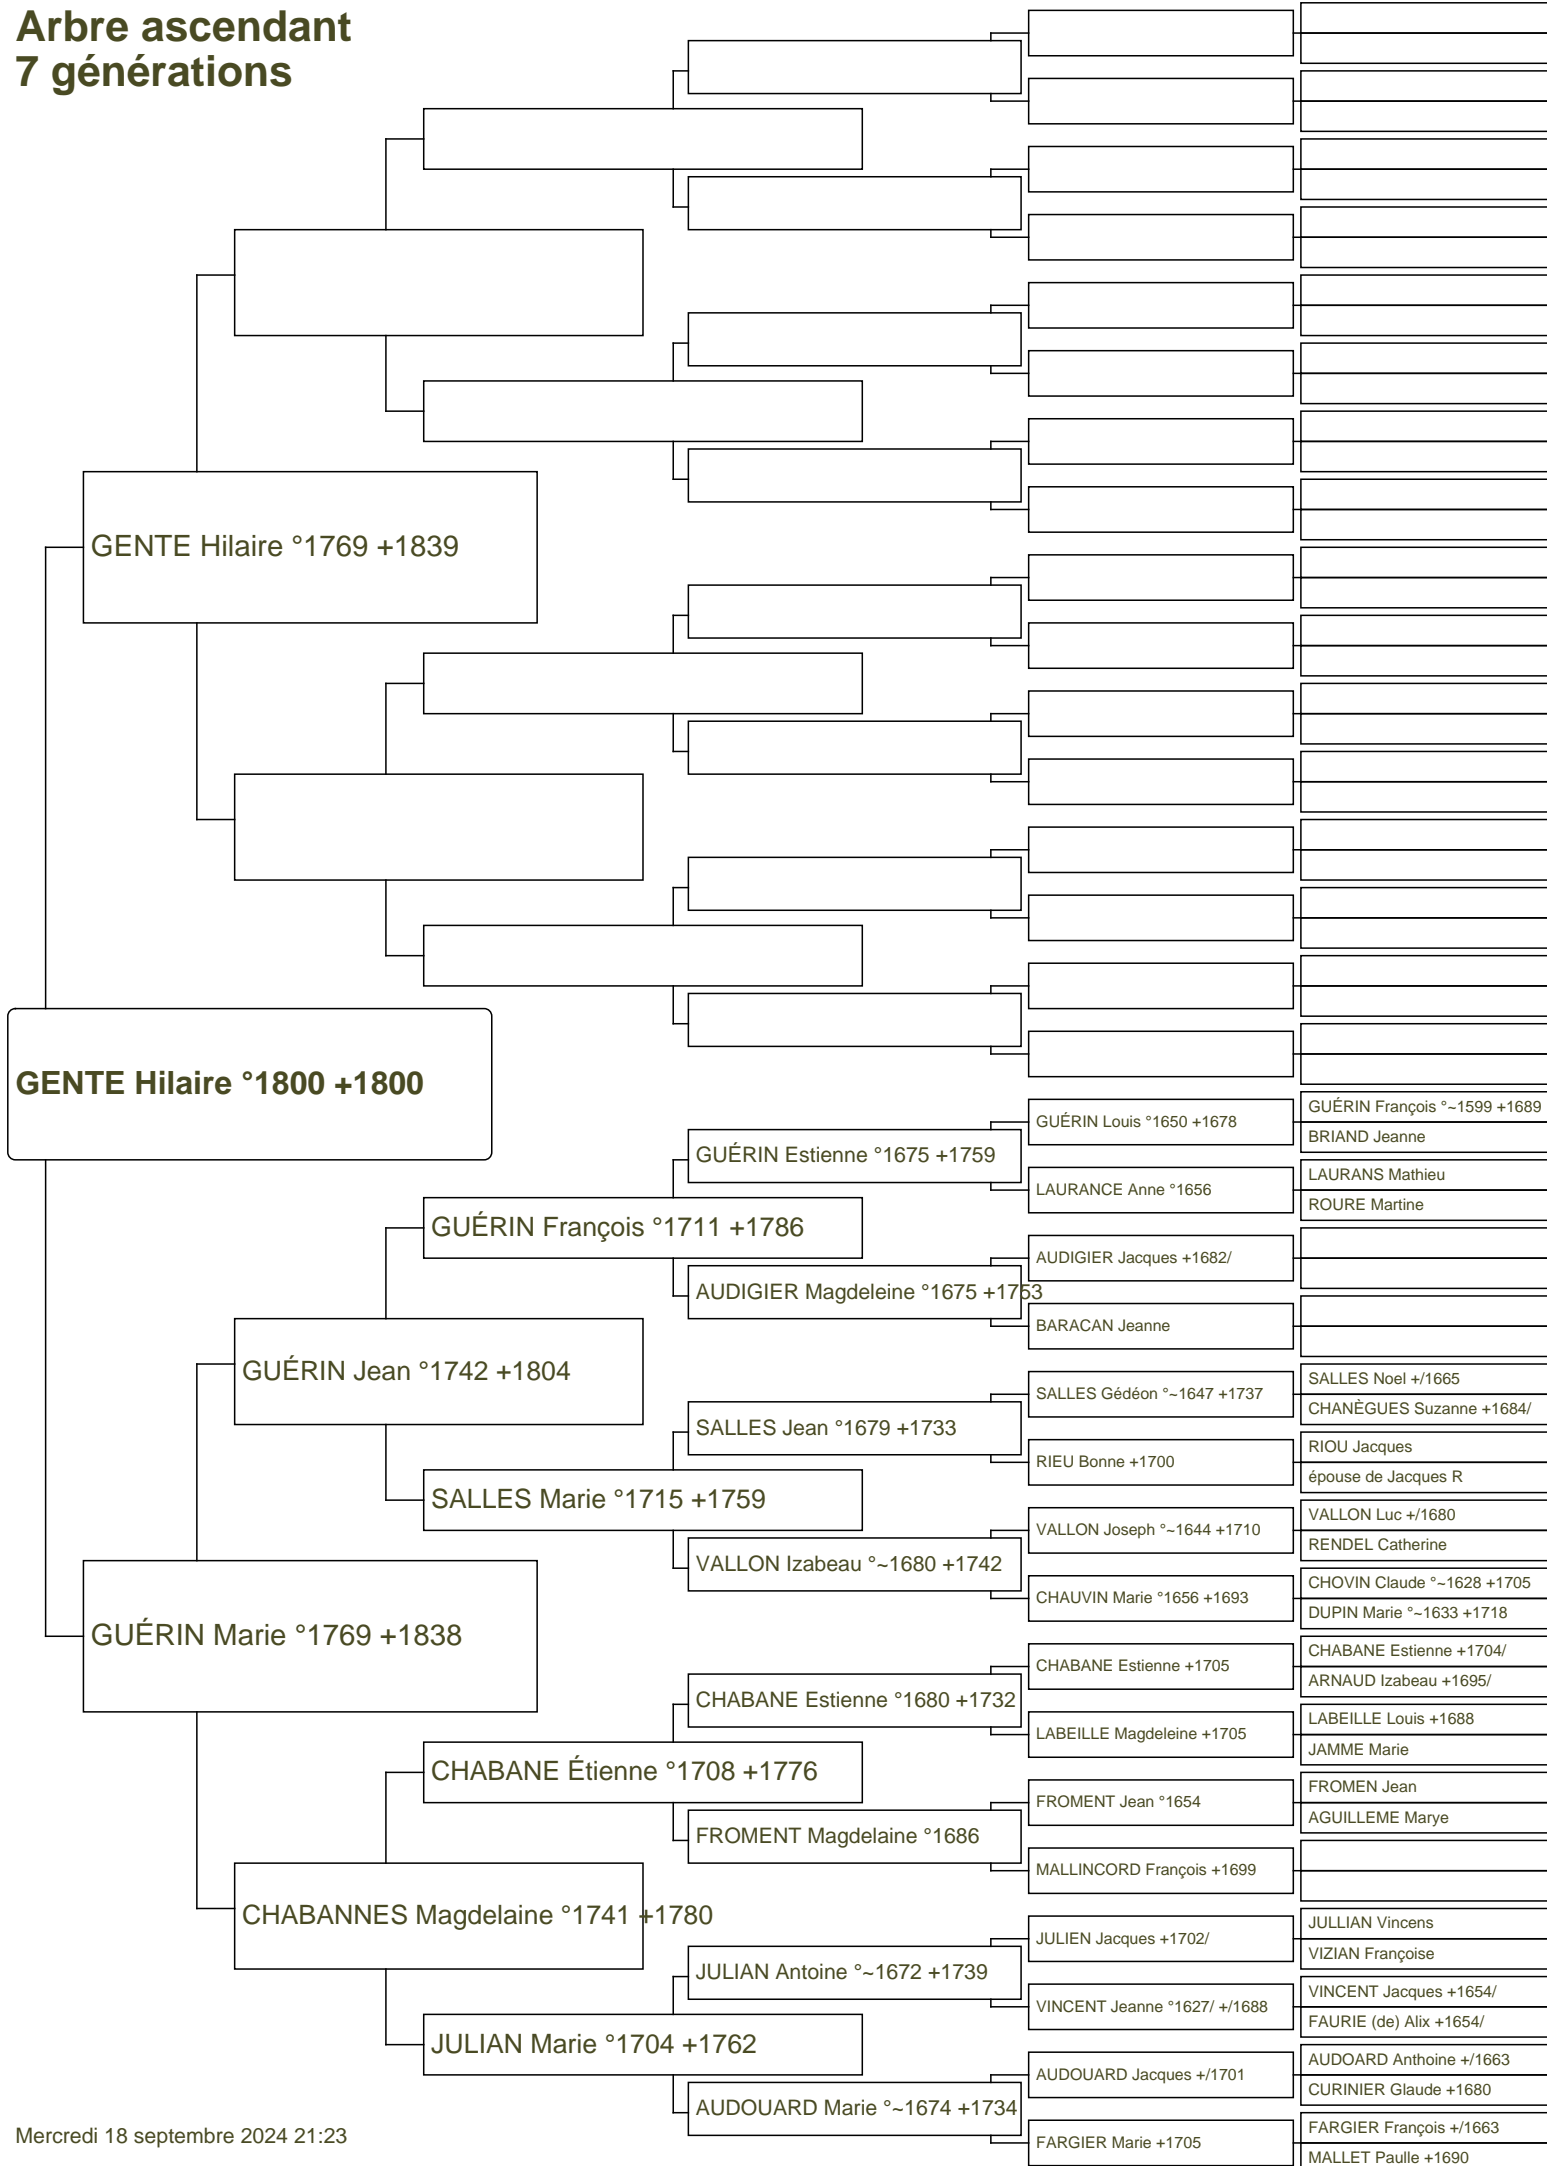 Arbre ascendant
7 générations
GENTE Hilaire °1769 +1839
GENTE Hilaire °1800 +1800
GUÉRIN François °~1599 +1689
GUÉRIN Louis °1650 +1678
BRIAND Jeanne
GUÉRIN Estienne °1675 +1759
LAURANS Mathieu
LAURANCE Anne °1656
ROURE Martine
GUÉRIN François °1711 +1786
AUDIGIER Jacques +1682/
AUDIGIER Magdeleine °1675 +1753
BARACAN Jeanne
GUÉRIN Jean °1742 +1804
SALLES Noel +/1665
SALLES Gédéon °~1647 +1737
CHANÈGUES Suzanne +1684/
SALLES Jean °1679 +1733
RIOU Jacques
RIEU Bonne +1700
épouse de Jacques R
SALLES Marie °1715 +1759
VALLON Luc +/1680
VALLON Joseph °~1644 +1710
RENDEL Catherine
VALLON Izabeau °~1680 +1742
CHOVIN Claude °~1628 +1705
CHAUVIN Marie °1656 +1693
DUPIN Marie °~1633 +1718
GUÉRIN Marie °1769 +1838
CHABANE Estienne +1704/
CHABANE Estienne +1705
ARNAUD Izabeau +1695/
CHABANE Estienne °1680 +1732
LABEILLE Louis +1688
LABEILLE Magdeleine +1705
JAMME Marie
CHABANE Étienne °1708 +1776
FROMEN Jean
FROMENT Jean °1654
AGUILLEME Marye
FROMENT Magdelaine °1686
MALLINCORD François +1699
CHABANNES Magdelaine °1741 +1780
JULLIAN Vincens
JULIEN Jacques +1702/
VIZIAN Françoise
JULIAN Antoine °~1672 +1739
VINCENT Jacques +1654/
VINCENT Jeanne °1627/ +/1688
FAURIE (de) Alix +1654/
JULIAN Marie °1704 +1762
AUDOARD Anthoine +/1663
AUDOUARD Jacques +/1701
CURINIER Glaude +1680
AUDOUARD Marie °~1674 +1734
FARGIER François +/1663
FARGIER Marie +1705
MALLET Paulle +1690
Mercredi 18 septembre 2024 21:23